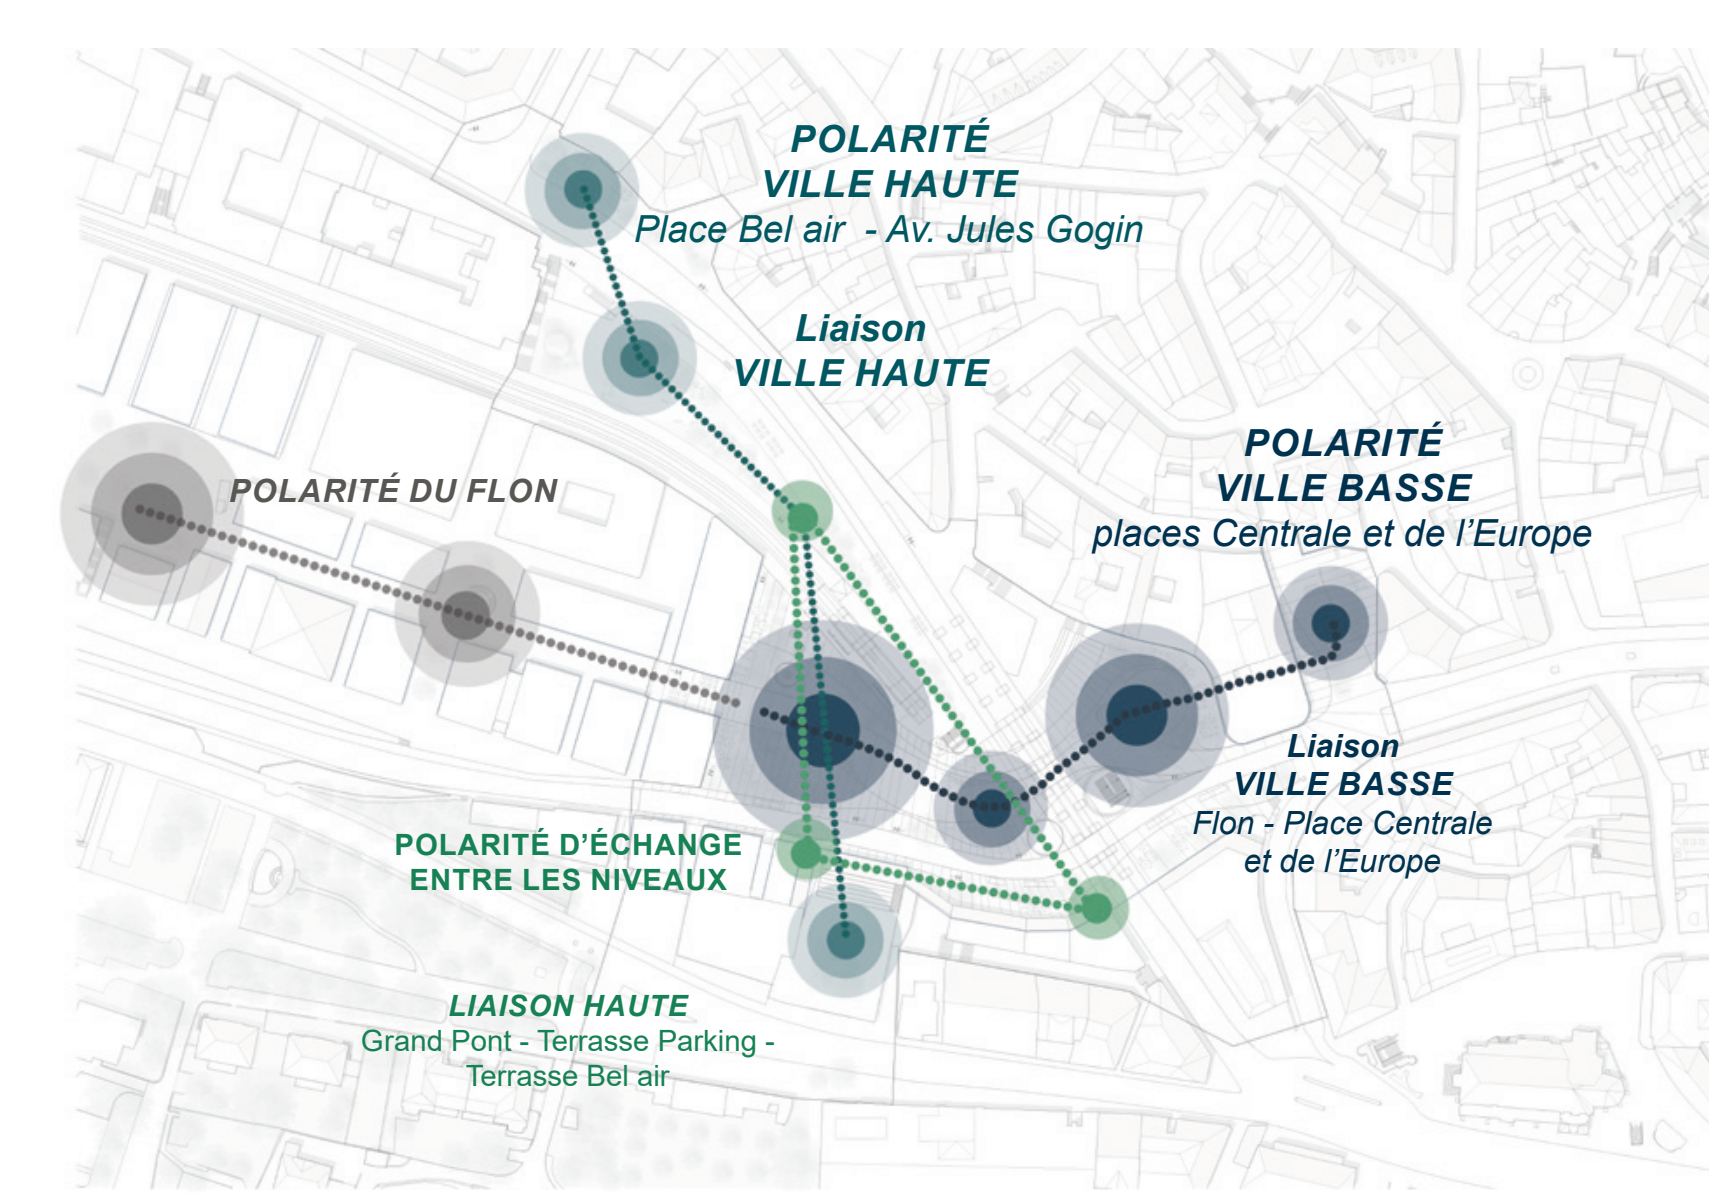 POLARITÉ
VILLE HAUTE
Place Bel air - Av. Jules Gogin
Liaison
VILLE HAUTE
POLARITÉ DU FLON
POLARITÉ
VILLE BASSE
places Centrale et de l’Europe
Liaison
VILLE BASSE
Flon - Place Centrale
et de l’Europe
POLARITÉ D’ÉCHANGE
ENTRE LES NIVEAUX
LIAISON HAUTE
Grand Pont - Terrasse Parking -
Terrasse Bel air